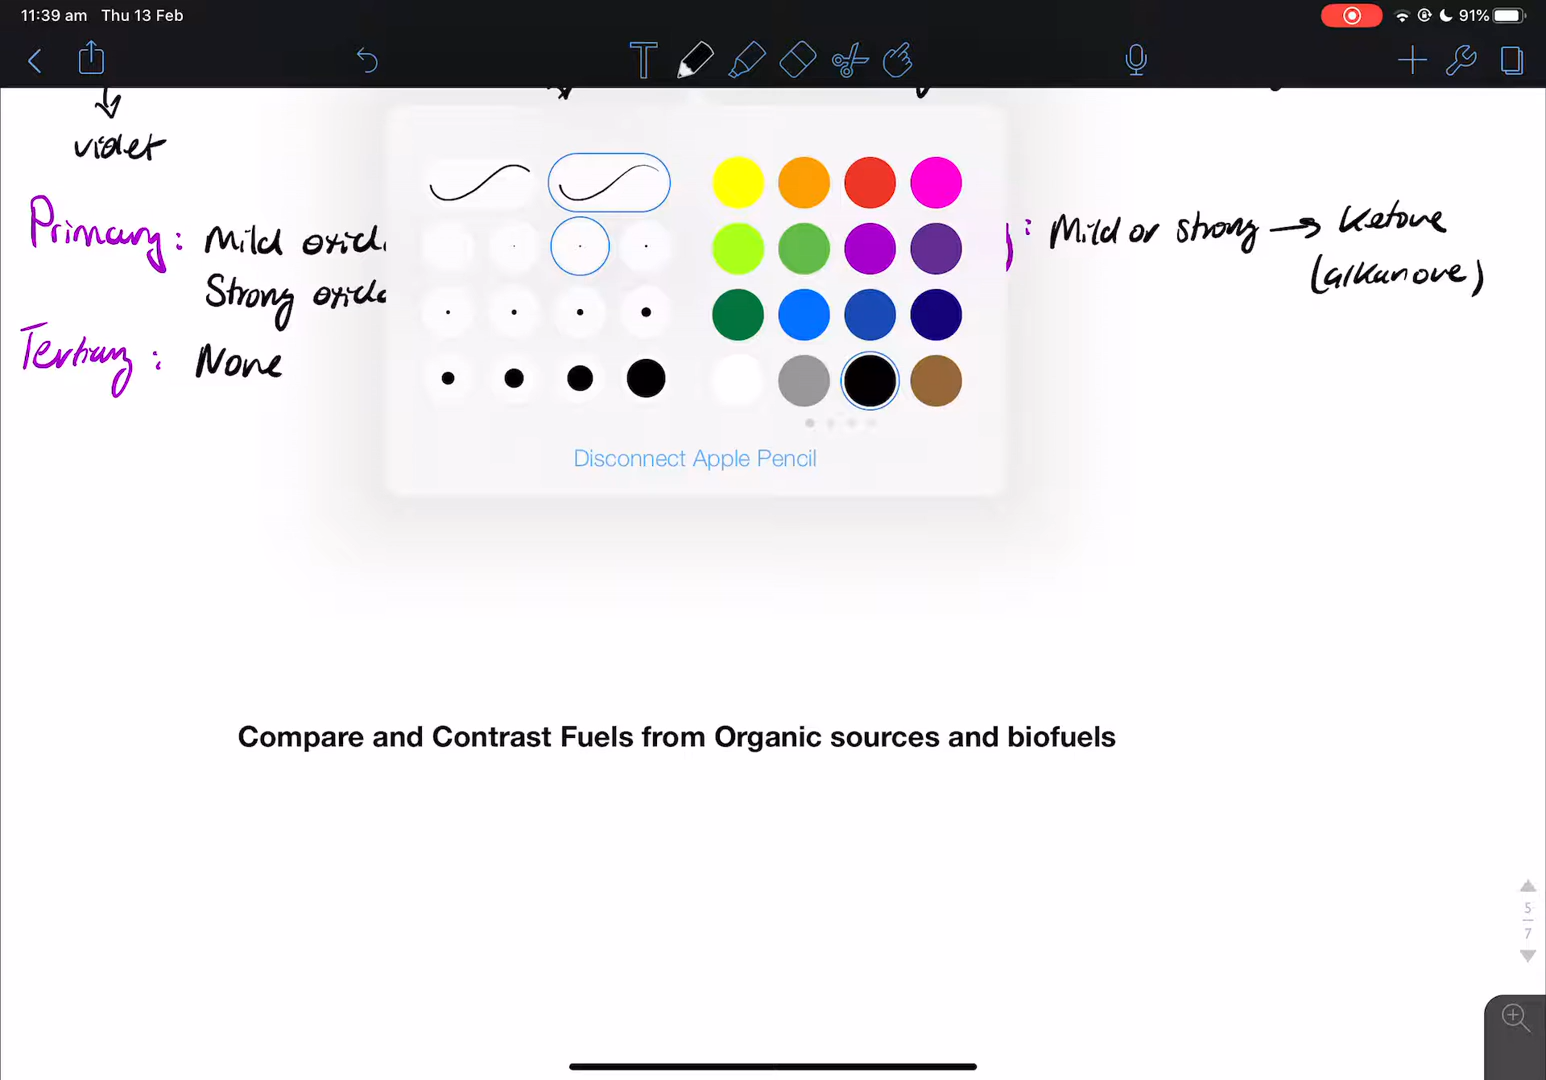 11:39 am Thu 13 Feb
91%
violet
Primary: Mild oxid
Strong oxida
: Mild or strong → Ketone
(alkanone)
Tertiary: None
Disconnect Apple Pencil
Compare and Contrast Fuels from Organic sources and biofuels
5
7